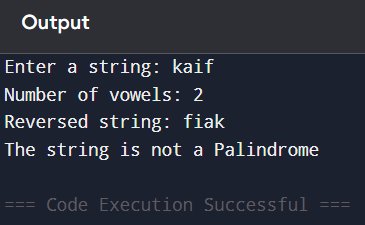 Output
Enter a string: kaif
Number of vowels: 2
Reversed string: fiak
The string is not a Palindrome
=== Code Execution Successful ===